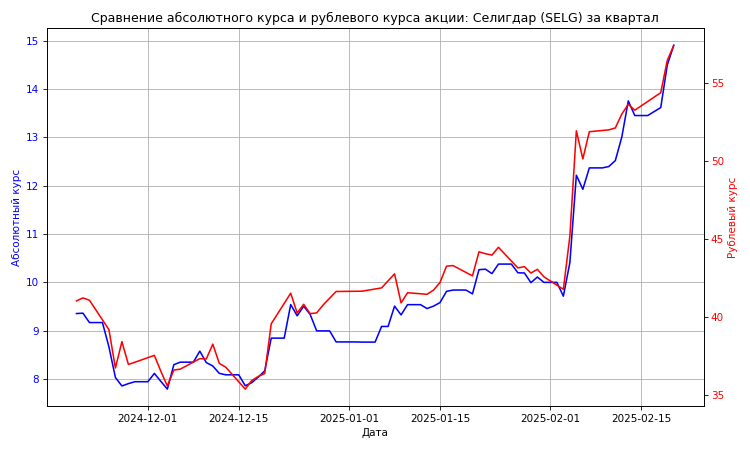 Сравнение абсолютного курса и рублевого курса акции: Селигдар (SELG) за квартал
15
14
13
12
11
10
9
8
Абсолютный курс
55
50
45
40
35
Рублевый курс
2024-12-01 2024-12-15 2025-01-01 2025-01-15 2025-02-01 2025-02-15
Дата